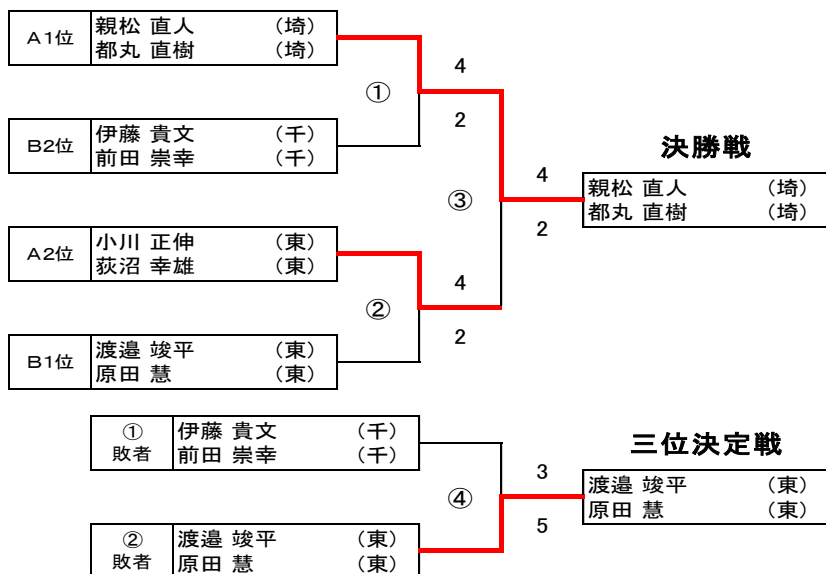 A1位 親松 直人 (埼)
都丸 直樹 (埼)
4
①
2
B2位 伊藤 貴文 (千)
前田 崇幸 (千)
決勝戦
4
親松 直人 (埼)
都丸 直樹 (埼)
③
2
A2位 小川 正伸 (東)
荻沼 幸雄 (東)
4
②
2
B1位 渡邉 竣平 (東)
原田 慧 (東)
① 伊藤 貴文 (千)
敗者 前田 崇幸 (千)
三位決定戦
3
渡邉 竣平 (東)
原田 慧 (東)
④
5
② 渡邉 竣平 (東)
敗者 原田 慧 (東)